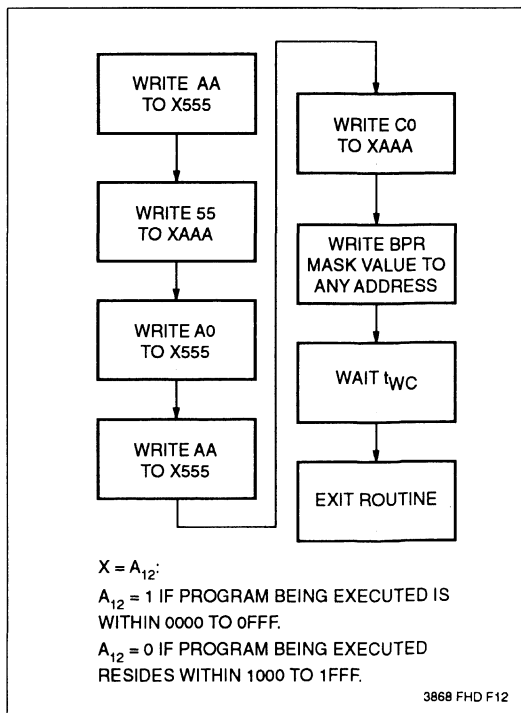 WRITE AA
TO X555
WRITE 55
TO XAAA
WRITE A0
TO X555
WRITE AA
TO X555
WRITE C0
TO XAAA
WRITE BPR
MASK VALUE TO
ANY ADDRESS
WAIT tWC
EXIT ROUTINE
X = A12:
A12 = 1 IF PROGRAM BEING EXECUTED IS
WITHIN 0000 TO 0FFF.
A12 = 0 IF PROGRAM BEING EXECUTED
RESIDES WITHIN 1000 TO 1FFF.
3868 FHD F12